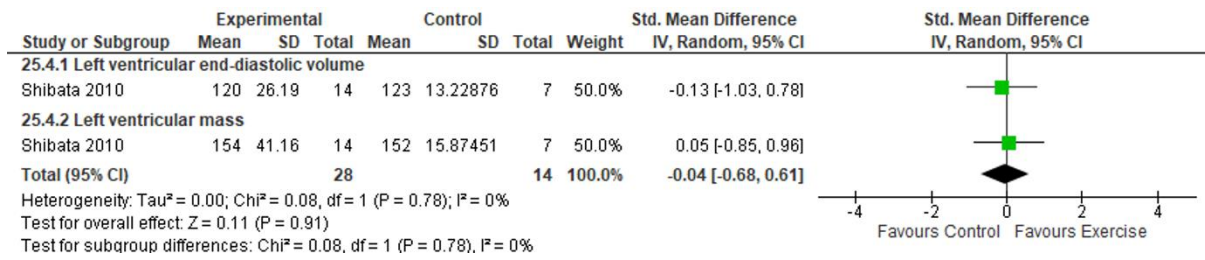 Experimental Control Std. Mean Difference Std. Mean Difference
Study or Subgroup Mean SD Total Mean SD Total Weight IV, Random, 95% CI IV, Random, 95% CI
25.4.1 Left ventricular end-diastolic volume
Shibata 2010 120 26.19 14 123 13.22876 7 50.0% -0.13 [-1.03, 0.78]
25.4.2 Left ventricular mass
Shibata 2010 154 41.16 14 152 15.87451 7 50.0% 0.05 [-0.85, 0.96]
Total (95% CI) 28 14 100.0% -0.04 [-0.68, 0.61]
Heterogeneity: Tau² = 0.00; Chi² = 0.08, df = 1 (P = 0.78); I² = 0%
Test for overall effect: Z = 0.11 (P = 0.91)
Test for subgroup differences: Chi² = 0.08, df = 1 (P = 0.78), I² = 0%
-4 -2 0 2 4
Favours Control Favours Exercise